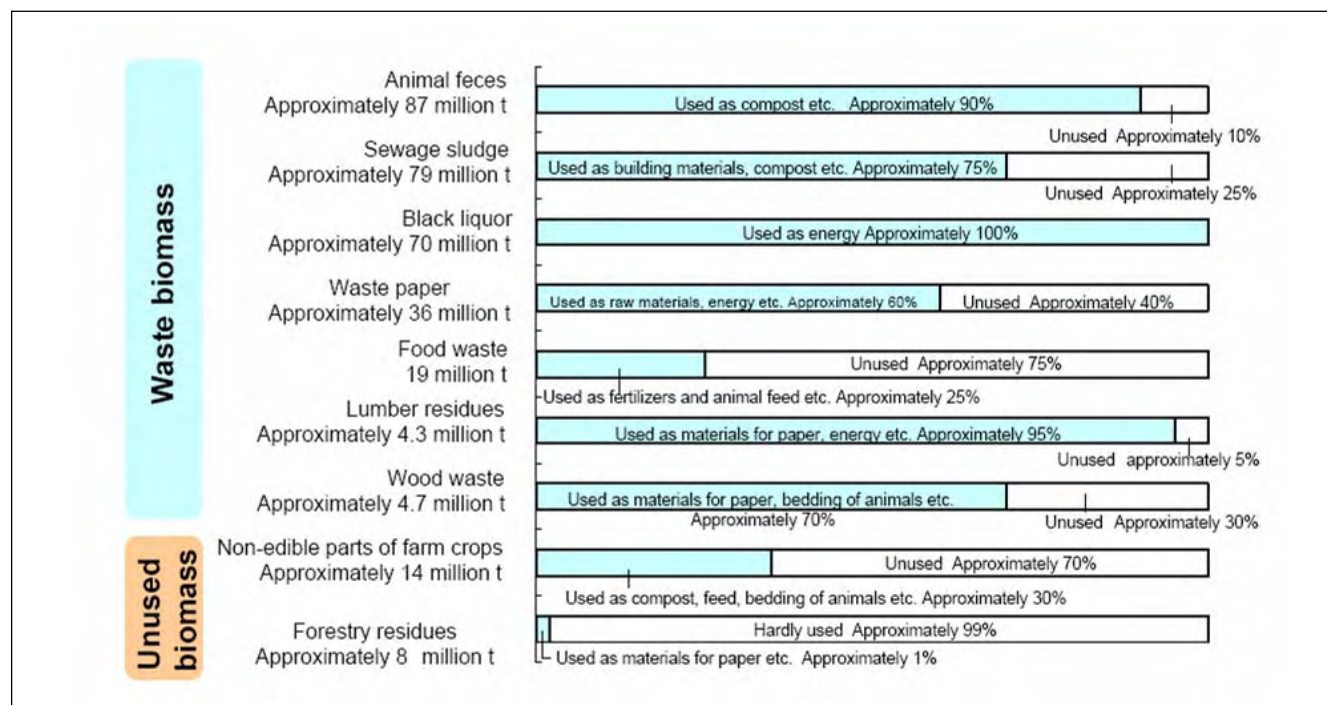 Waste biomass
Animal feces
Approximately 87 million t
Used as compost etc. Approximately 90%
Unused Approximately 10%
Sewage sludge
Approximately 79 million t
Used as building materials, compost etc. Approximately 75%
Unused Approximately 25%
Black liquor
Approximately 70 million t
Used as energy Approximately 100%
Waste paper
Approximately 36 million t
Used as raw materials, energy etc. Approximately 60%
Unused Approximately 40%
Food waste
19 million t
Unused Approximately 75%
Used as fertilizers and animal feed etc. Approximately 25%
Lumber residues
Approximately 4.3 million t
Used as materials for paper, energy etc. Approximately 95%
Unused approximately 5%
Wood waste
Approximately 4.7 million t
Used as materials for paper, bedding of animals etc.
Approximately 70%
Unused Approximately 30%
Unused
biomass
Non-edible parts of farm crops
Approximately 14 million t
Unused Approximately 70%
Used as compost, feed, bedding of animals etc. Approximately 30%
Forestry residues
Approximately 8 million t
Hardly used Approximately 99%
Used as materials for paper etc. Approximately 1%